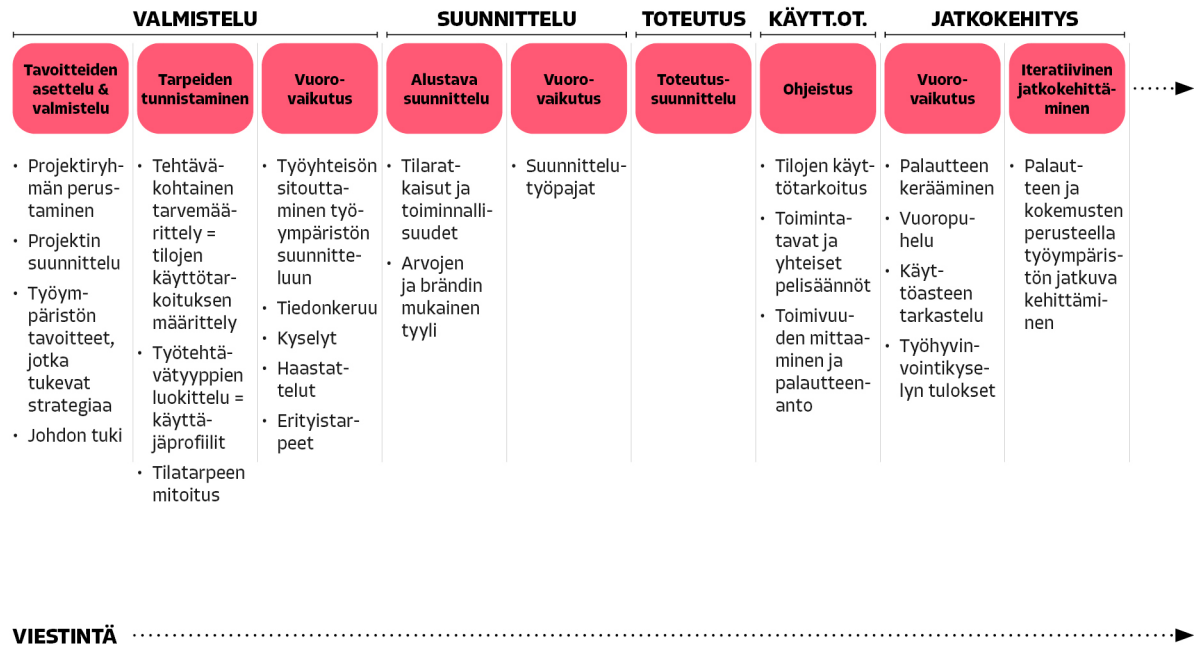 VALMISTELU
SUUNNITTELU
TOTEUTUS
KÄYTT.OT.
JATKOKEHITYS
Tavoitteiden
asettelu &
valmistelu
Tarpeiden
tunnistaminen
Vuoro-
vaikutus
Alustava
suunnittelu
Vuoro-
vaikutus
Toteutus-
suunnittelu
Ohjeistus
Vuoro-
vaikutus
Iteratiivinen
jatkokehittä-
minen
• Projektiryh-
män perus-
taminen
• Projektin
suunnittelu
• Työym-
päristön
tavoitteet,
jotka
tukevat
strategiaa
• Johdon tuki
• Tehtävä-
kohtainen
tarvemää-
rittely =
tilojen
käyttötar-
koituksen
määrittely
• Työtehtä-
vätyyppien
luokittelu =
käyttä-
jäprofiilit
• Tilatarpeen
mitoitus
• Työyhteisön
sitoutta-
minen työ-
ympäristön
suunnitte-
luun
• Tiedonkeruu
• Kyselyt
• Haastat-
telut
• Erityistar-
peet
• Tilarat-
kaisut ja
toiminnalli-
suudet
• Arvojen
ja brändin
mukainen
tyyli
• Suunnittelu-
työpajat
• Tilojen käyt-
tötarkoitus
• Toiminta-
tavat ja
yhteiset
pelisäännöt
• Toimivuu-
den mittaa-
minen ja
palautteen-
anto
• Palautteen
kerääminen
• Vuoropu-
helu
• Käyt-
töasteen
tarkastelu
• Työhyvin-
vointikyse-
lyn tulokset
• Palaut-
teen ja
kokemusten
perusteella
työympäris-
tön jatkuva
kehittämi-
nen
VIESTINTÄ